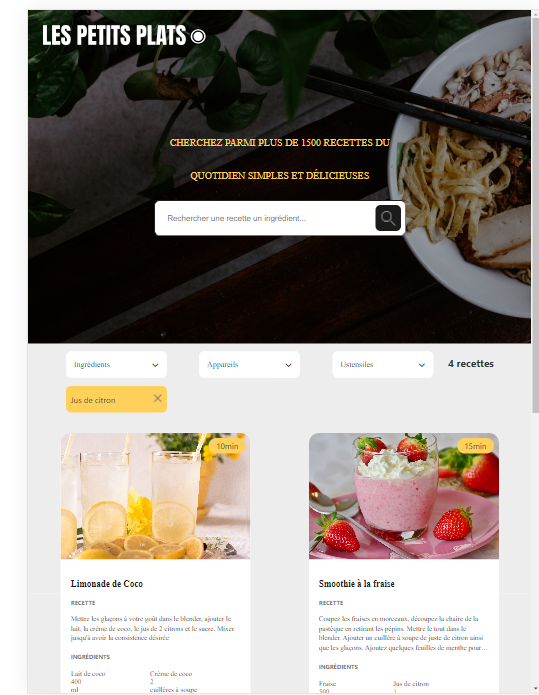 LES PETITS PLATS
CHERCHEZ PARMI PLUS DE 1500 RECETTES DU
QUOTIDIEN SIMPLES ET DÉLICIEUSES
Rechercher une recette un ingrédient...
Ingrédients
Appareils
Ustensiles
4 recettes
Jus de citron
10min
Limonade de Coco
RECETTE
Mettre les glaçons à votre goût dans le blender, ajouter le
lait, la crème de coco, le jus de 2 citrons et le sucre. Mixer
jusqu'à avoir la consistence désirée
INGRÉDIENTS
Lait de coco Crème de coco
400 2
ml cuillères à soupe
15min
Smoothie à la fraise
RECETTE
Coupez les fraises en morceaux, découpez la chaire de la
pastèque en retirant les pépins. Mettre le tout dans le
blender. Ajouter un cuillère à soupe de juste de citron ainsi
que les glaçons. Ajoutez quelques feuilles de menthe pour…
INGRÉDIENTS
Fraise Jus de citron
500 1